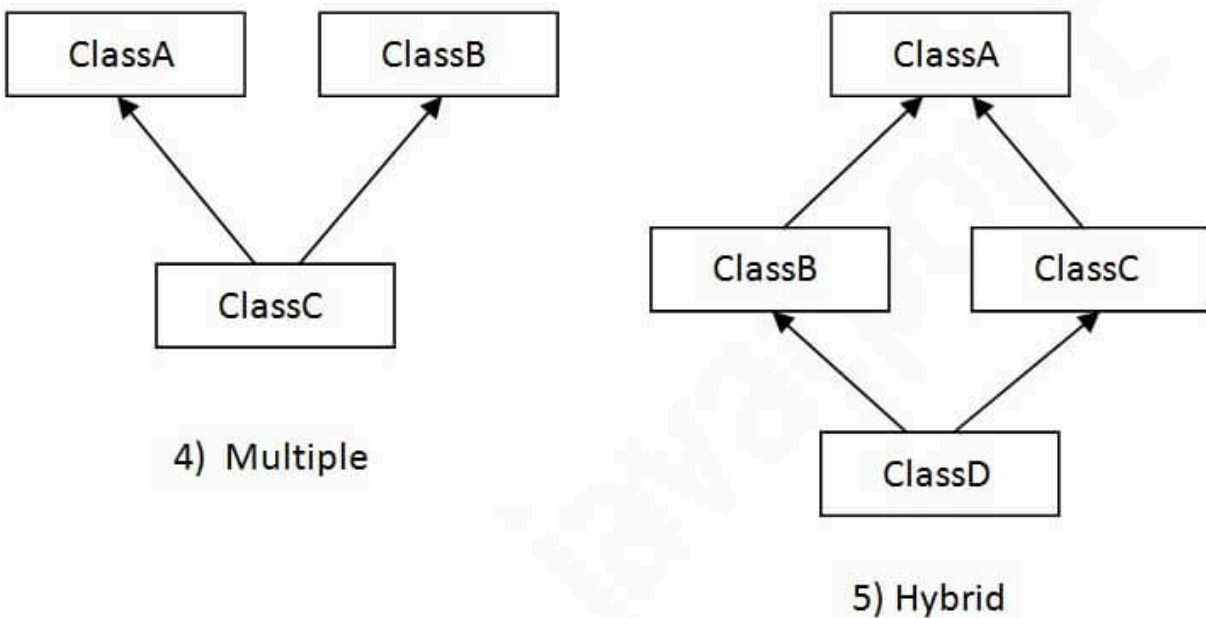 ClassA
ClassB
ClassC
4) Multiple
ClassA
ClassB
ClassC
ClassD
5) Hybrid